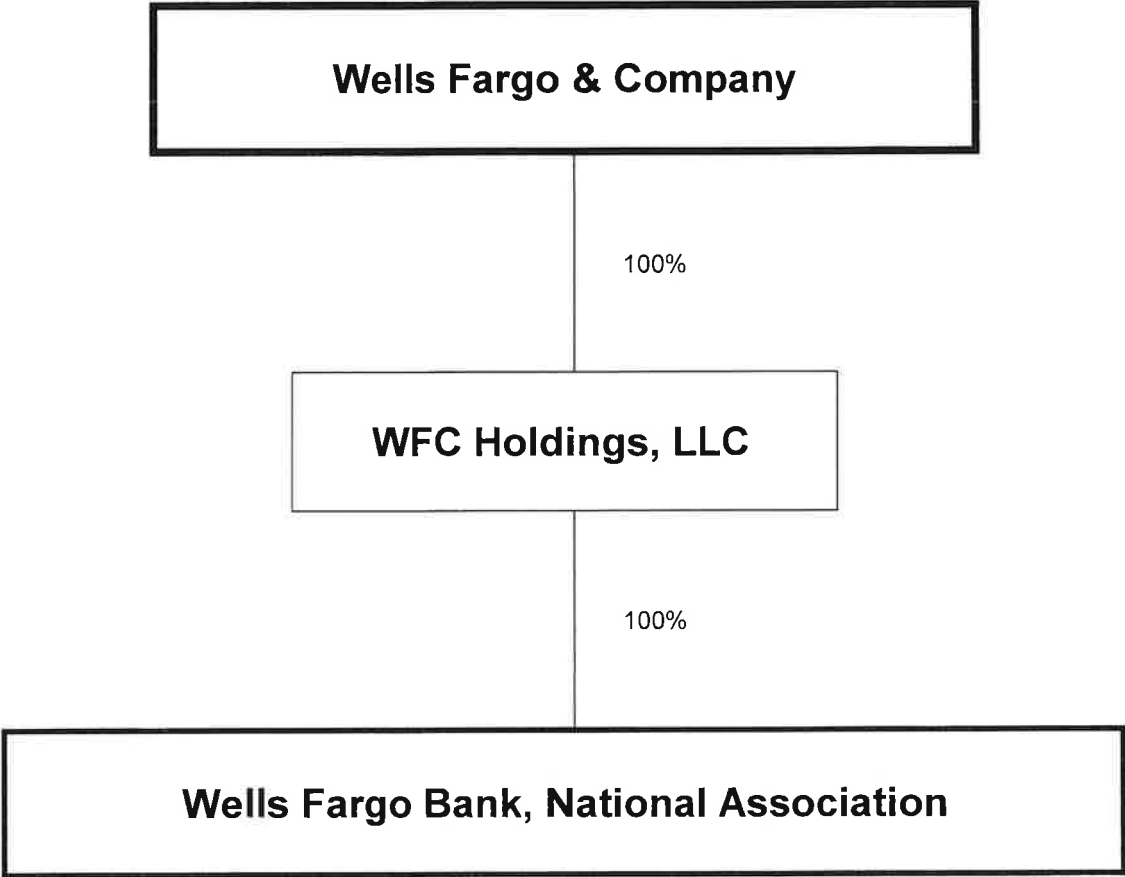 Wells Fargo & Company
100%
WFC Holdings, LLC
100%
Wells Fargo Bank, National Association